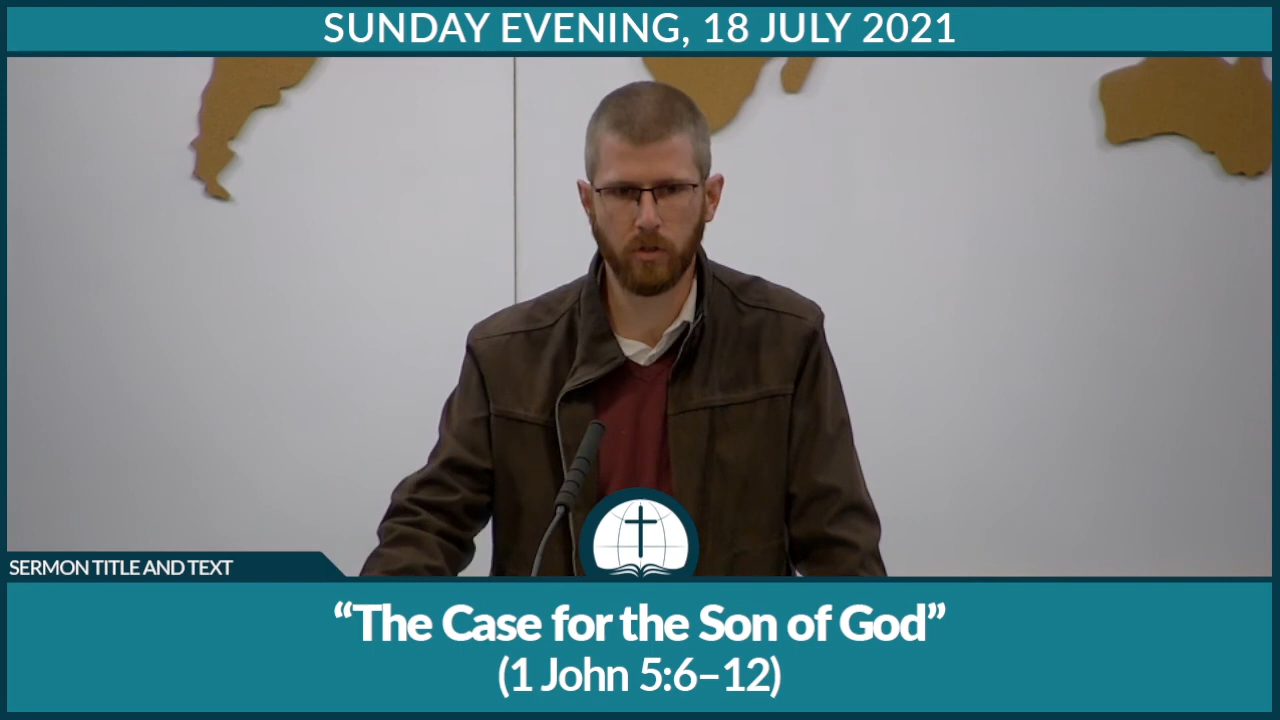 SUNDAY EVENING, 18 JULY 2021
SERMON TITLE AND TEXT
“The Case for the Son of God”
(1 John 5:6–12)